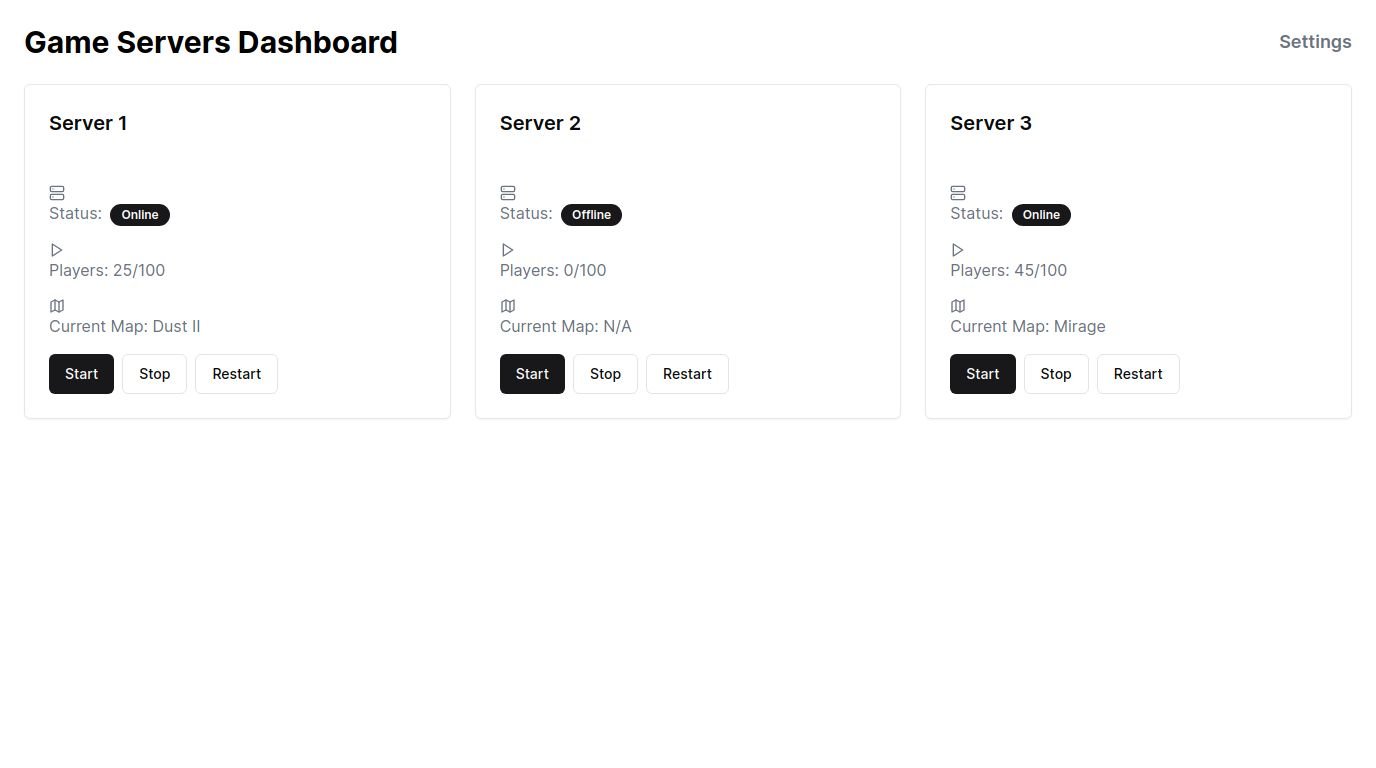 Game Servers Dashboard
Settings
Server 1
Status: Online
Players: 25/100
Current Map: Dust II
Start Stop Restart
Server 2
Status: Offline
Players: 0/100
Current Map: N/A
Start Stop Restart
Server 3
Status: Online
Players: 45/100
Current Map: Mirage
Start Stop Restart